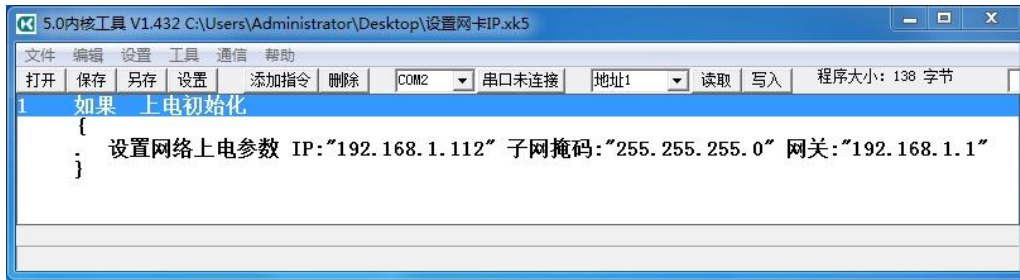 5.0内核工具 V1.432 C:\Users\Administrator\Desktop\设置网卡IP.xk5
文件 编辑 设置 工具 通信 帮助
打开 保存 另存 设置 添加指令 删除 COM2 串口未连接 地址1 读取 写入 程序大小: 138 字节
1 如果 上电初始化
{
. 设置网络上电参数 IP:"192.168.1.112" 子网掩码:"255.255.255.0" 网关:"192.168.1.1"
}